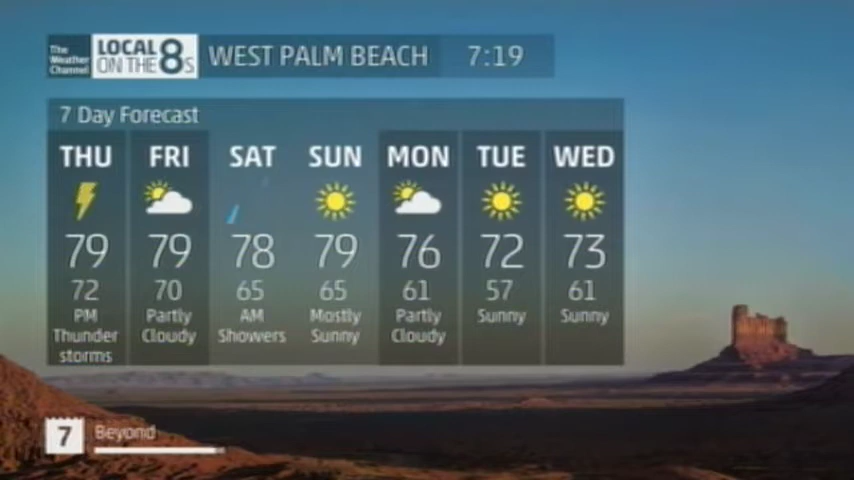 The
Weather
Channel
LOCAL
ON THE 8s
WEST PALM BEACH 7:19
7 Day Forecast
THU FRI SAT SUN MON TUE WED
79 79 78 79 76 72 73
72 70 65 65 61 57 61
PM Partly AM Mostly Partly Sunny Sunny
Thunder Cloudy Showers Sunny Cloudy
storms
7 Beyond